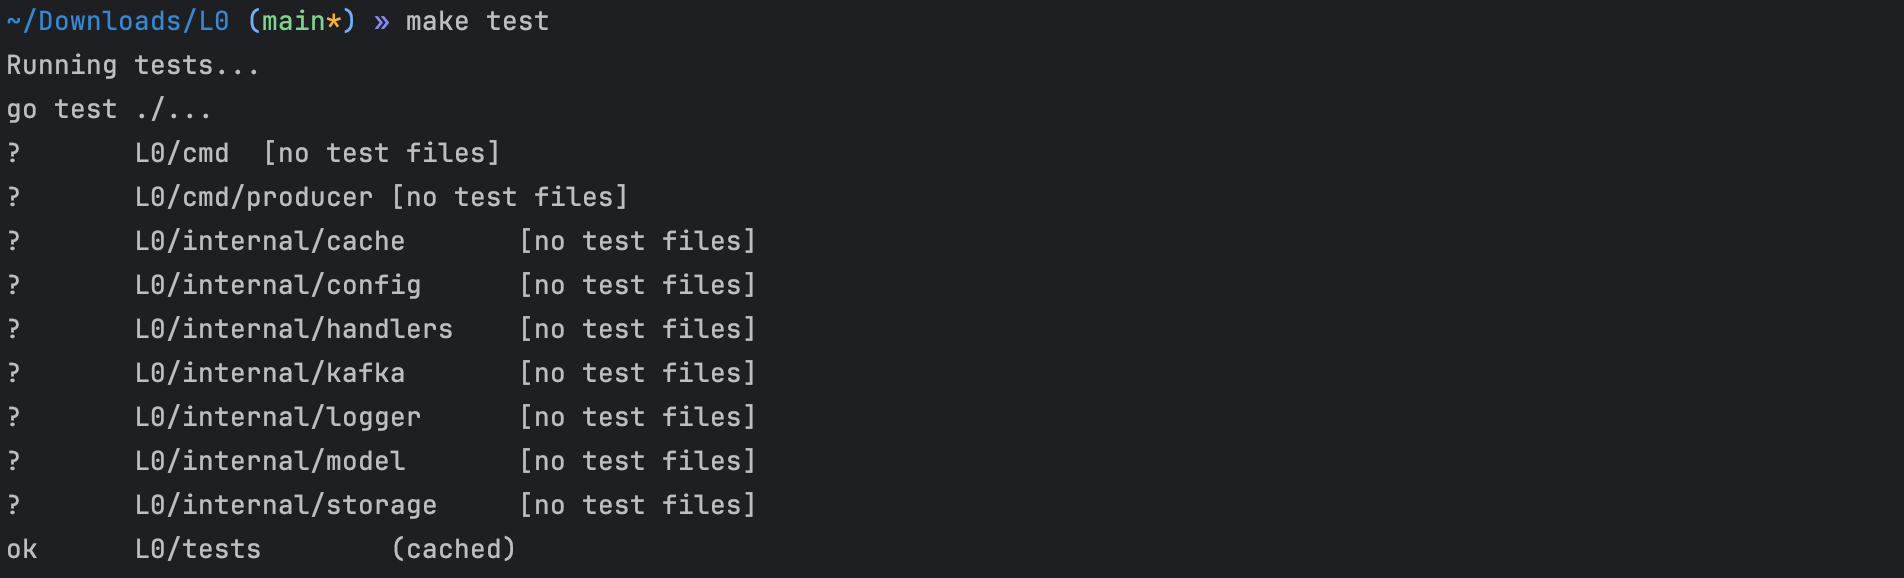 ~/Downloads/L0 (main*) » make test
Running tests...
go test ./...
?       L0/cmd  [no test files]
?       L0/cmd/producer [no test files]
?       L0/internal/cache       [no test files]
?       L0/internal/config      [no test files]
?       L0/internal/handlers    [no test files]
?       L0/internal/kafka       [no test files]
?       L0/internal/logger      [no test files]
?       L0/internal/model       [no test files]
?       L0/internal/storage     [no test files]
ok      L0/tests        (cached)